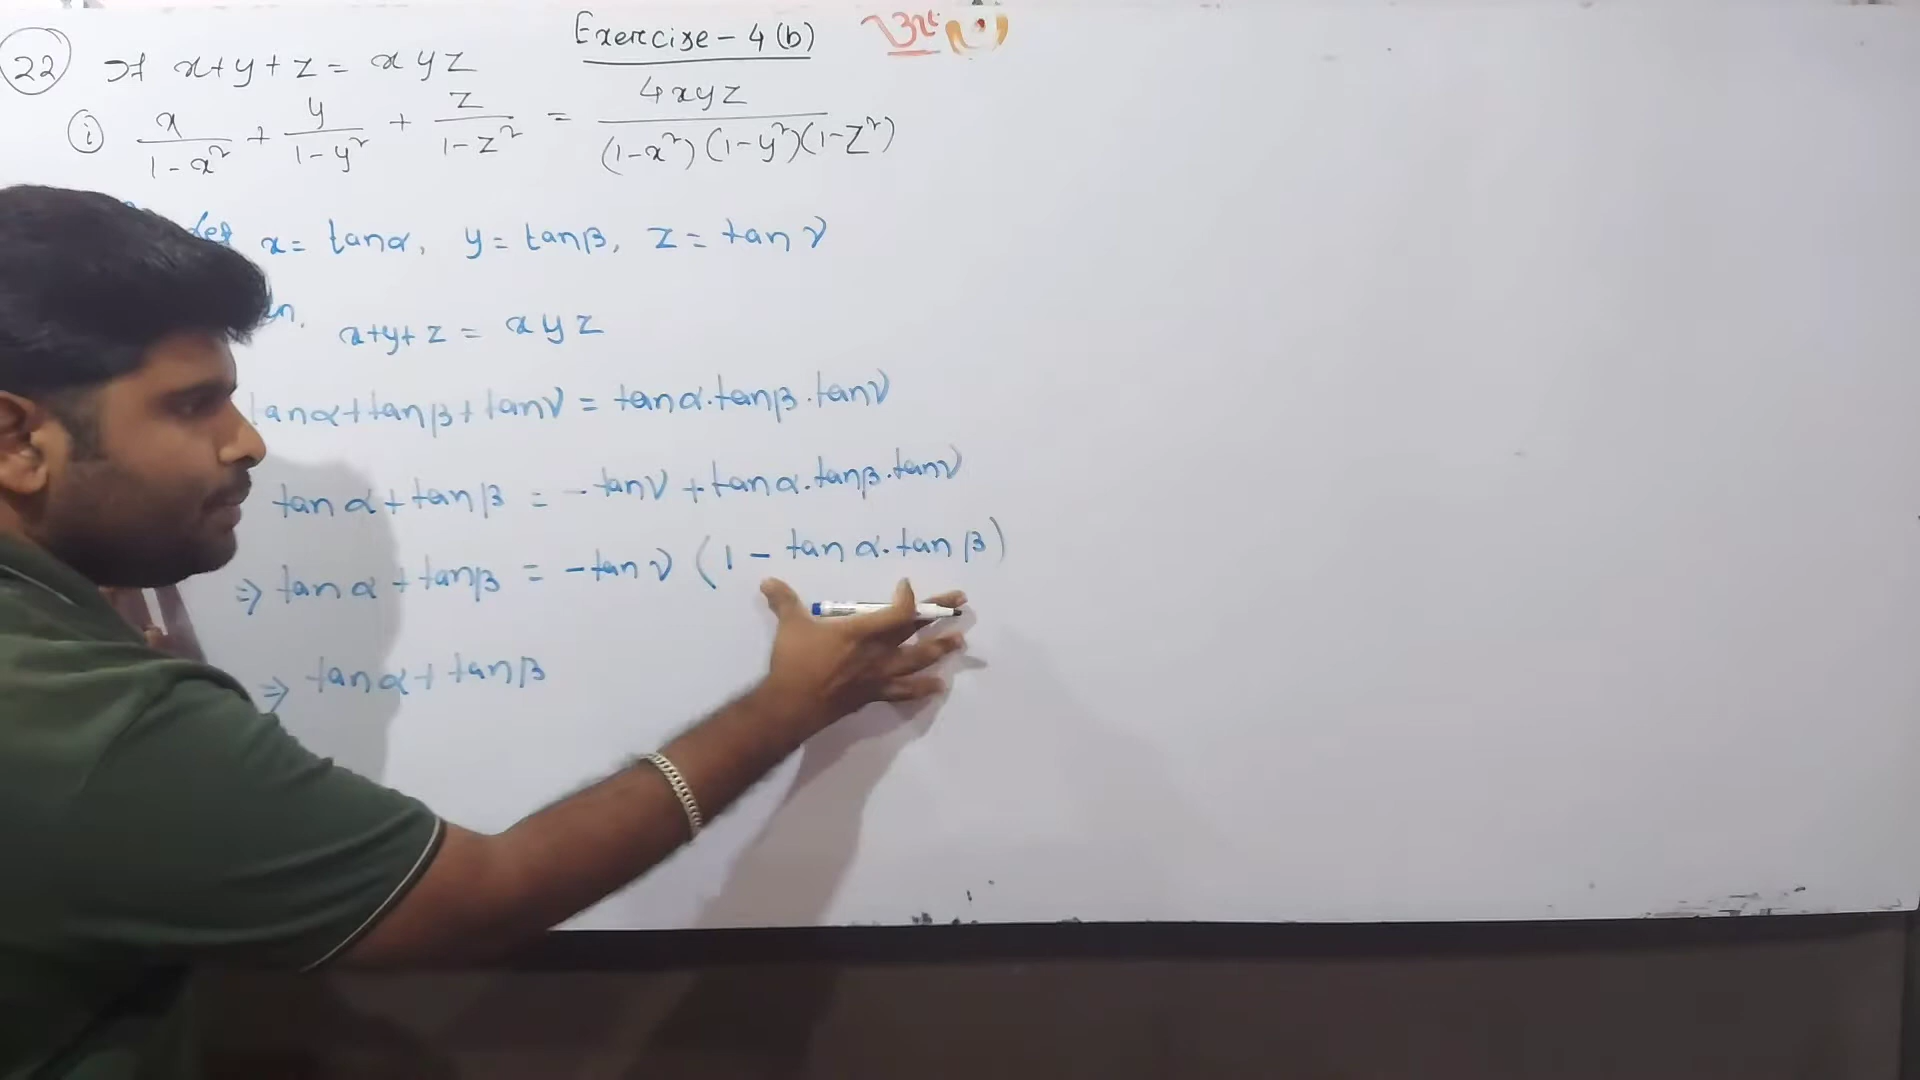 Exercise - 4 (b)
22 If x+y+z = xyz
i x/(1-x²) + y/(1-y²) + z/(1-z²) = 4xyz/((1-x²)(1-y²)(1-z²))
x = tanα, y = tanβ, z = tanγ
x+y+z = xyz
tanα+tanβ+tanγ = tanα.tanβ.tanγ
tanα+tanβ = -tanγ + tanα.tanβ.tanγ
⇒ tanα + tanβ = -tanγ (1 - tanα.tanβ)
⇒ tanα + tanβ